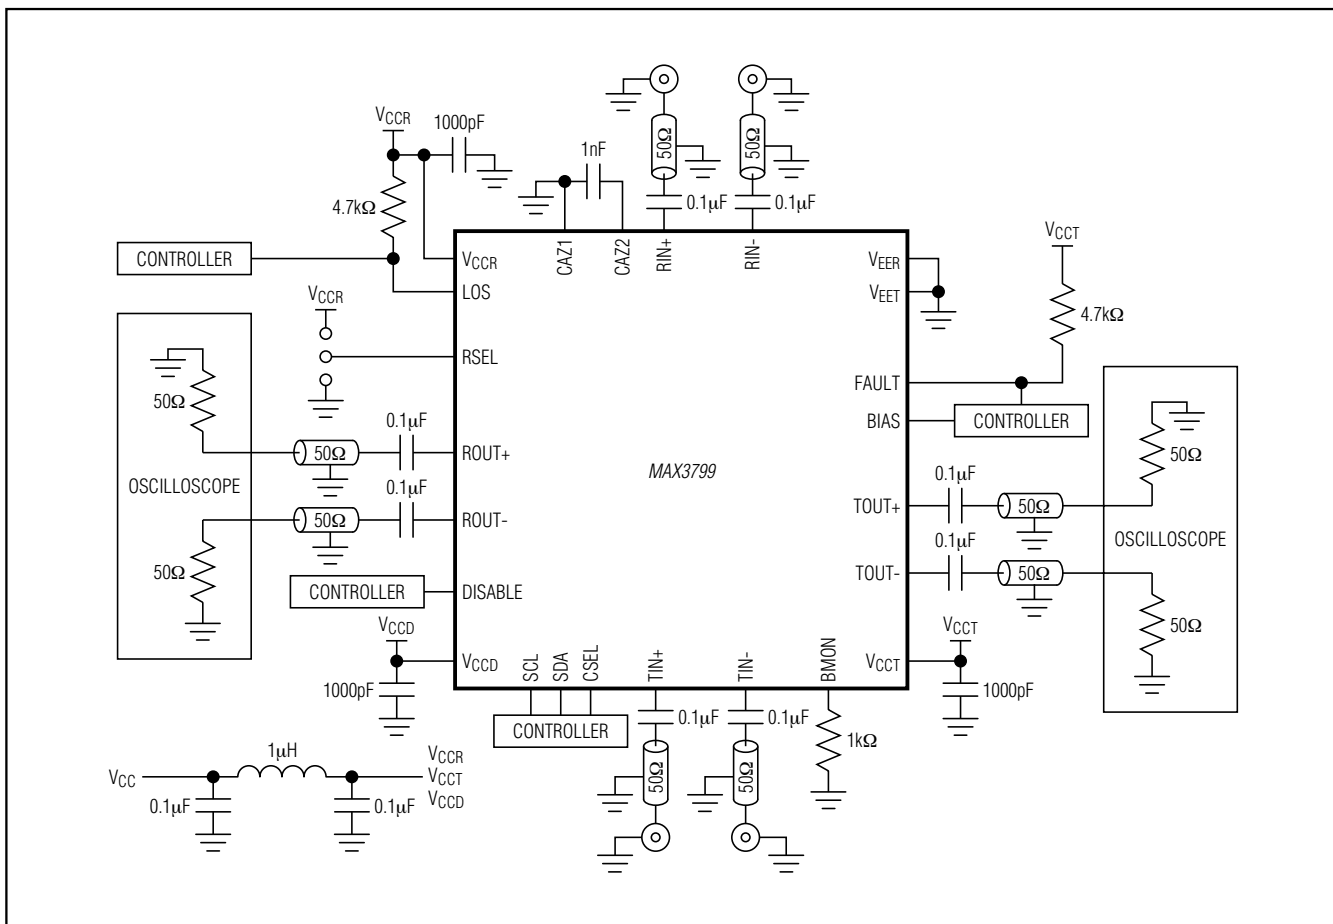 VCCR
1000pF
1nF
50Ω
50Ω
4.7kΩ
0.1μF
0.1μF
VCCT
CONTROLLER
VCCR
CAZ1
CAZ2
RIN+
RIN-
VEER
LOS
VEET
VCCR
4.7kΩ
RSEL
FAULT
50Ω
0.1μF
BIAS
CONTROLLER
50Ω
ROUT+
50Ω
OSCILLOSCOPE
0.1μF
MAX3799
0.1μF
TOUT+
50Ω
50Ω
ROUT-
0.1μF
OSCILLOSCOPE
50Ω
TOUT-
50Ω
CONTROLLER
DISABLE
VCCD
VCCT
50Ω
VCCD
SCL
SDA
CSEL
TIN+
TIN-
BMON
VCCT
1000pF
1000pF
CONTROLLER
0.1μF
0.1μF
1kΩ
1μH
50Ω
50Ω
VCC
VCCR
VCCT
VCCD
0.1μF
0.1μF